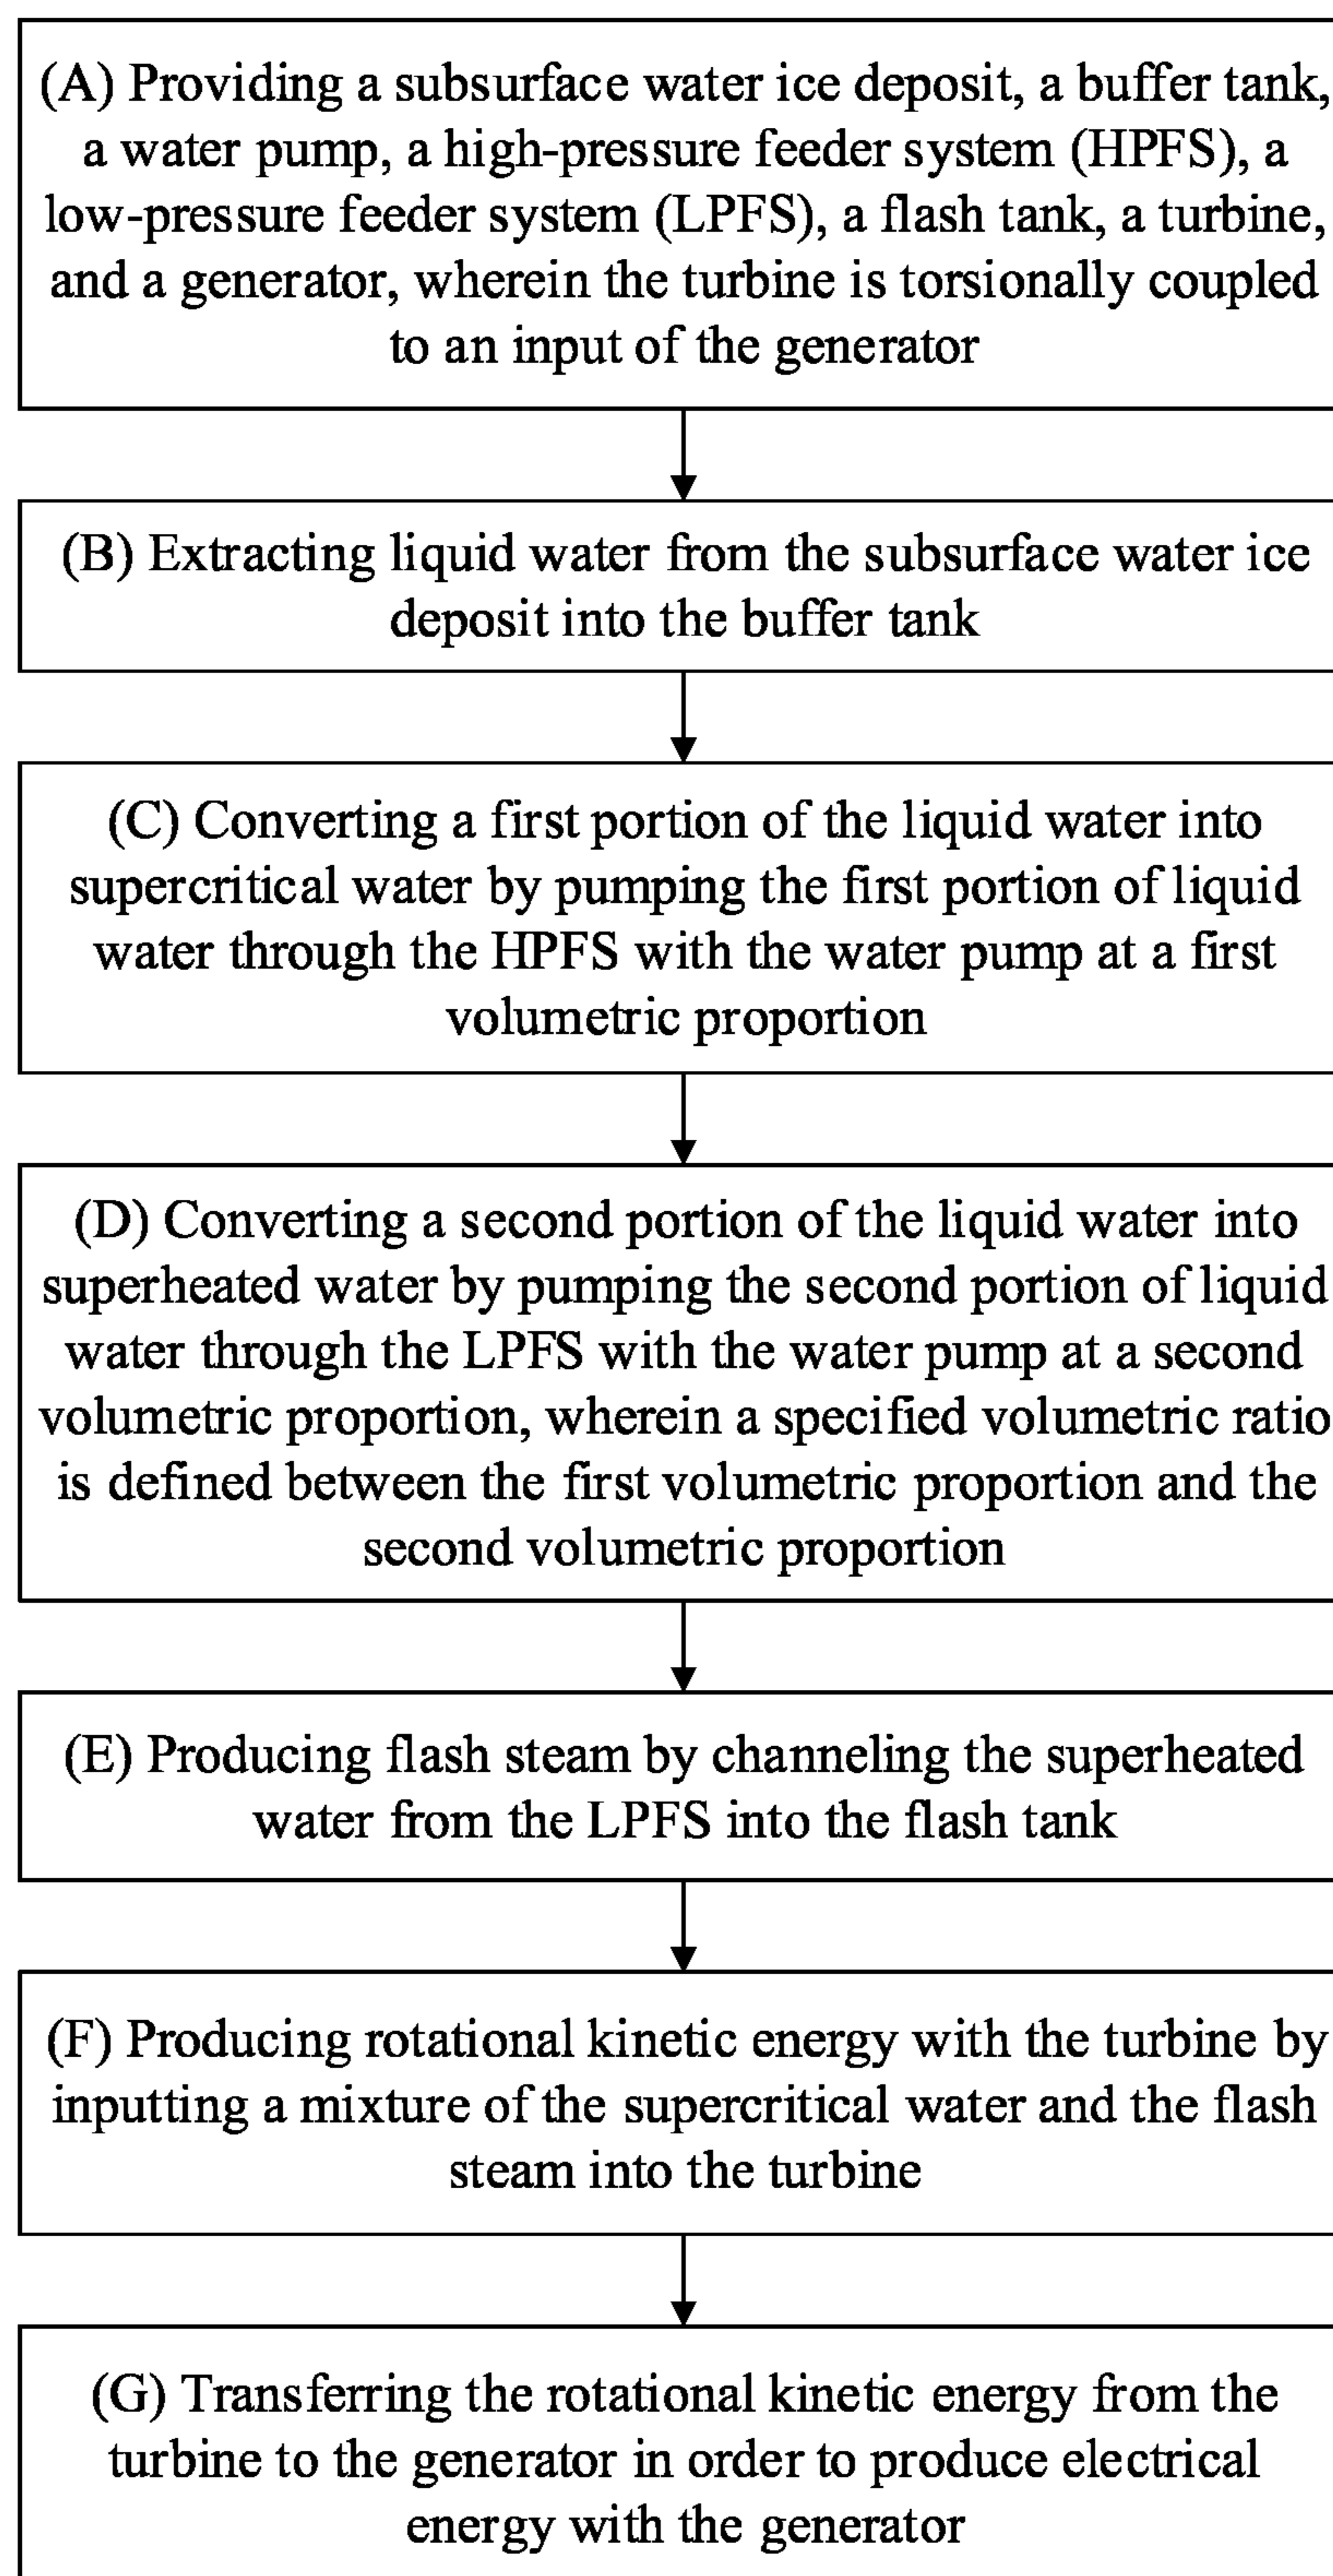 (A) Providing a subsurface water ice deposit, a buffer tank,
a water pump, a high-pressure feeder system (HPFS), a
low-pressure feeder system (LPFS), a flash tank, a turbine,
and a generator, wherein the turbine is torsionally coupled
to an input of the generator
(B) Extracting liquid water from the subsurface water ice
deposit into the buffer tank
(C) Converting a first portion of the liquid water into
supercritical water by pumping the first portion of liquid
water through the HPFS with the water pump at a first
volumetric proportion
(D) Converting a second portion of the liquid water into
superheated water by pumping the second portion of liquid
water through the LPFS with the water pump at a second
volumetric proportion, wherein a specified volumetric ratio
is defined between the first volumetric proportion and the
second volumetric proportion
(E) Producing flash steam by channeling the superheated
water from the LPFS into the flash tank
(F) Producing rotational kinetic energy with the turbine by
inputting a mixture of the supercritical water and the flash
steam into the turbine
(G) Transferring the rotational kinetic energy from the
turbine to the generator in order to produce electrical
energy with the generator